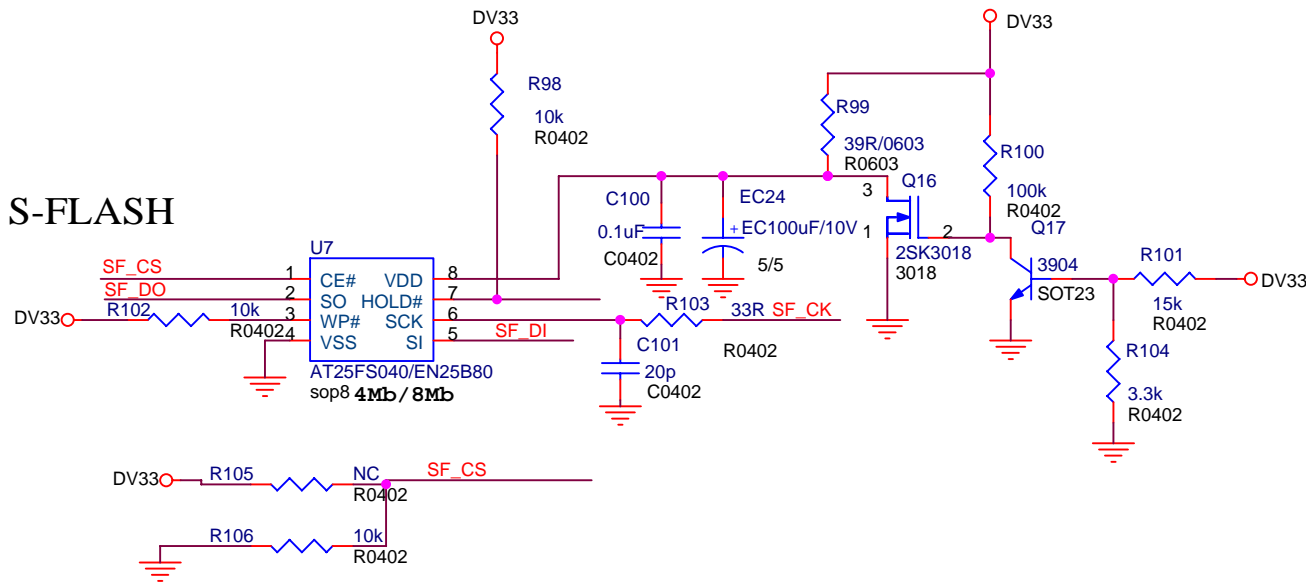 DV33
DV33
R98
10k
R0402
R99
39R/0603
R0603
R100
100k
R0402
S-FLASH
C100
0.1uF
C0402
EC24
+
EC100uF/10V
5/5
3
Q16
1
2
2SK3018
3018
Q17
3904
SOT23
R101
15k
R0402
DV33
U7
SF_CS
1
CE#
VDD
8
SF_DO
2
SO
HOLD#
7
DV33
R102
10k
R0402
3
WP#
SCK
6
4
VSS
SI
5
SF_DI
R103
33R
R0402
SF_CK
C101
20p
C0402
R104
3.3k
R0402
AT25FS040/EN25B80
sop8
4Mb/8Mb
DV33
R105
NC
R0402
SF_CS
R106
10k
R0402